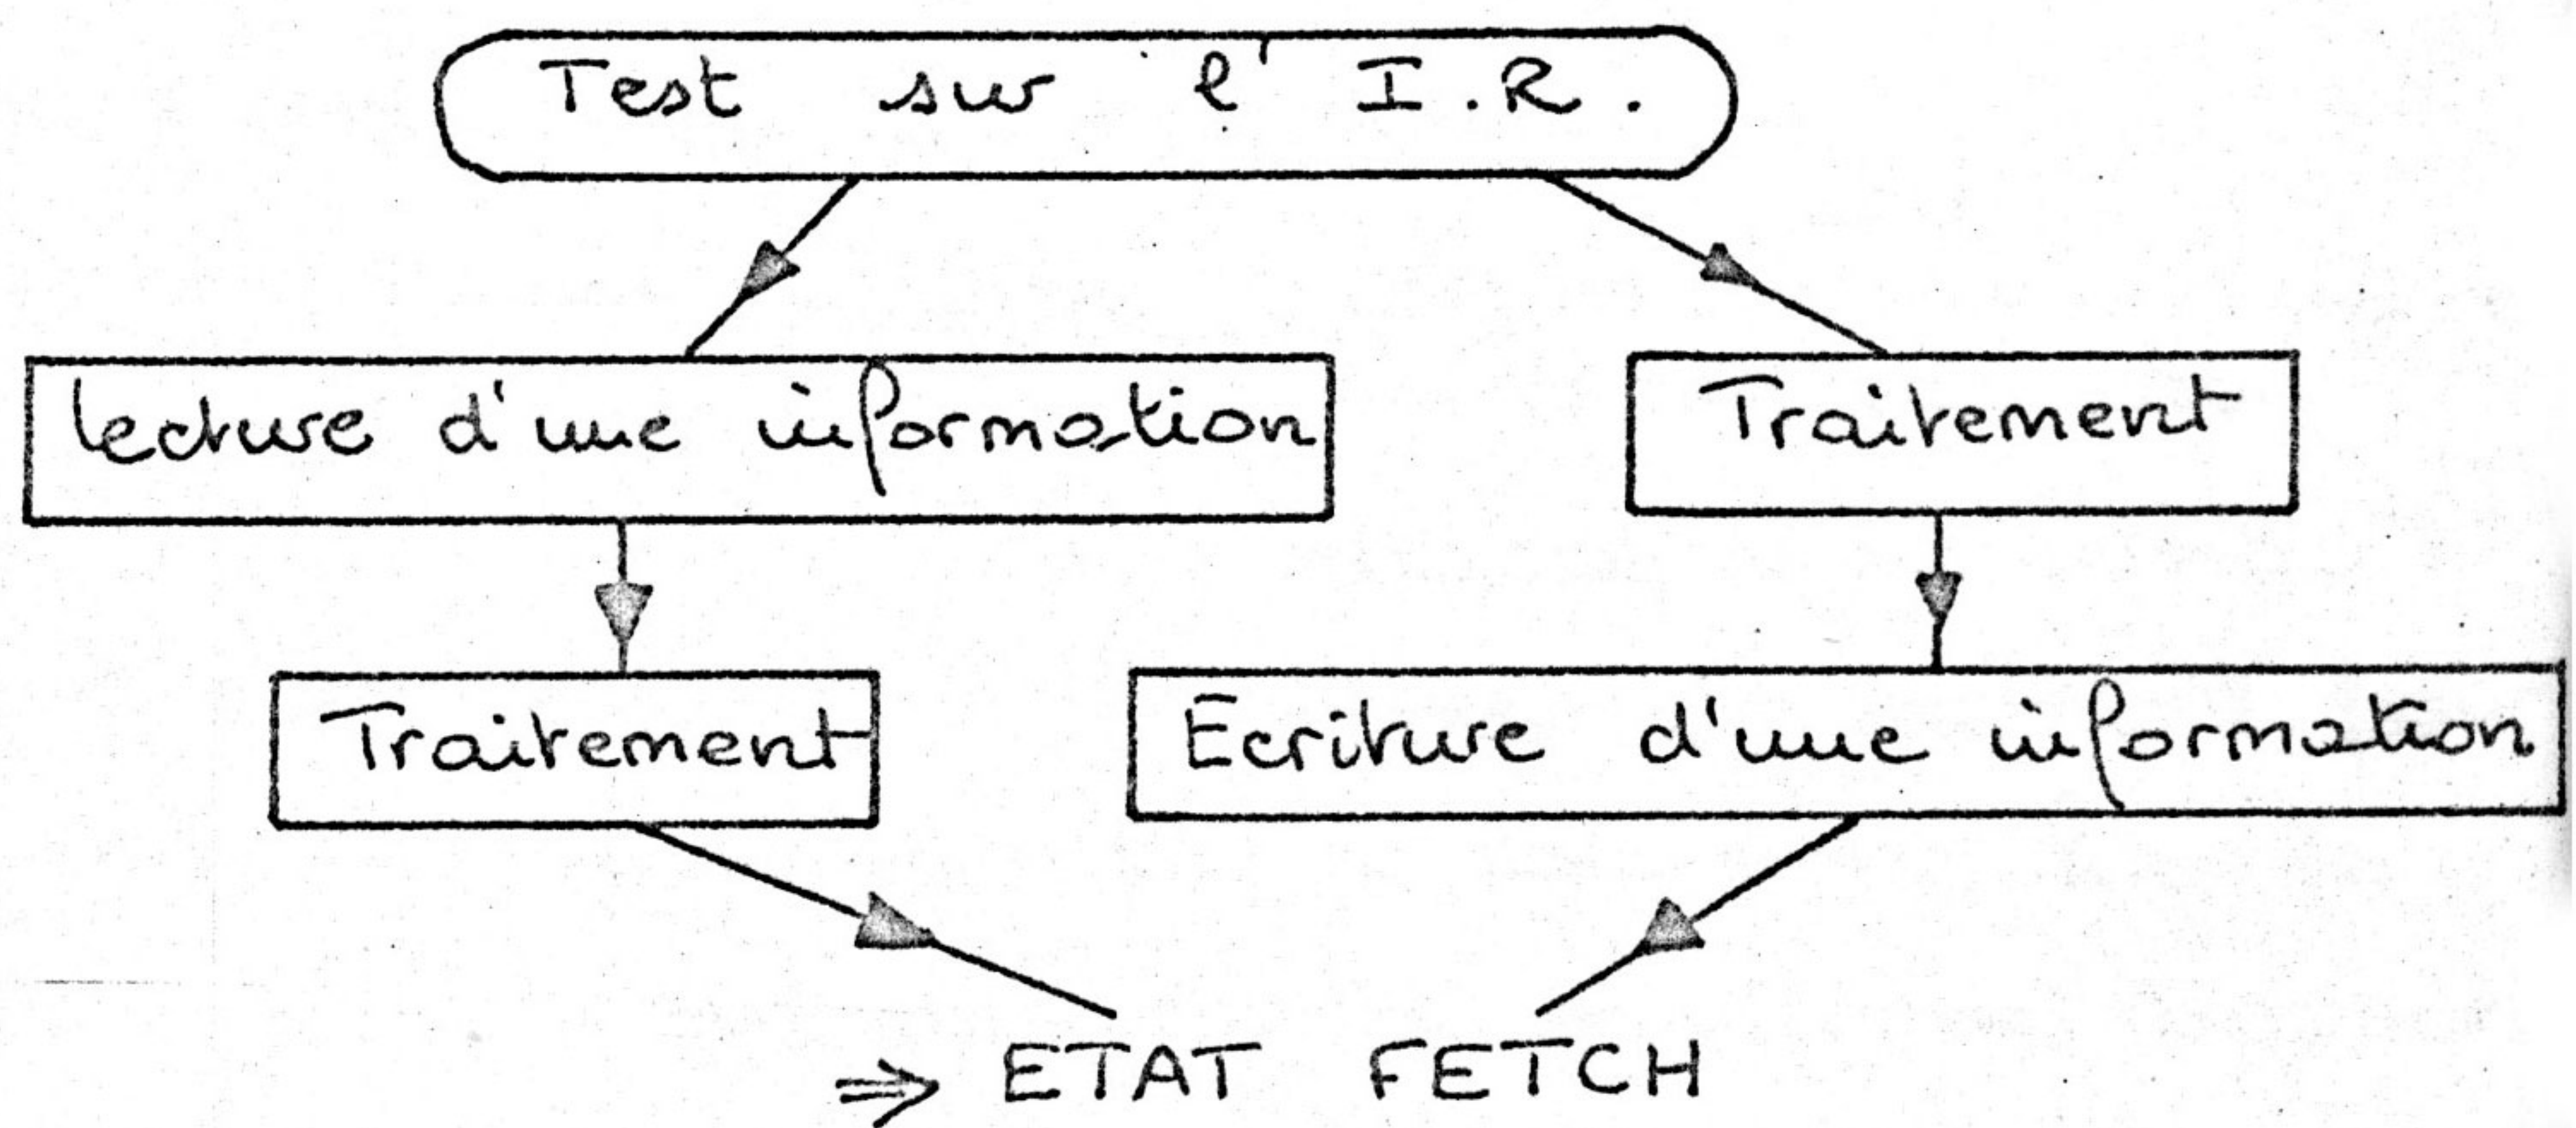 Test sur l' I.R.
lecture d'une information
Traitement
Traitement
Ecriture d'une information
⇒ ETAT FETCH